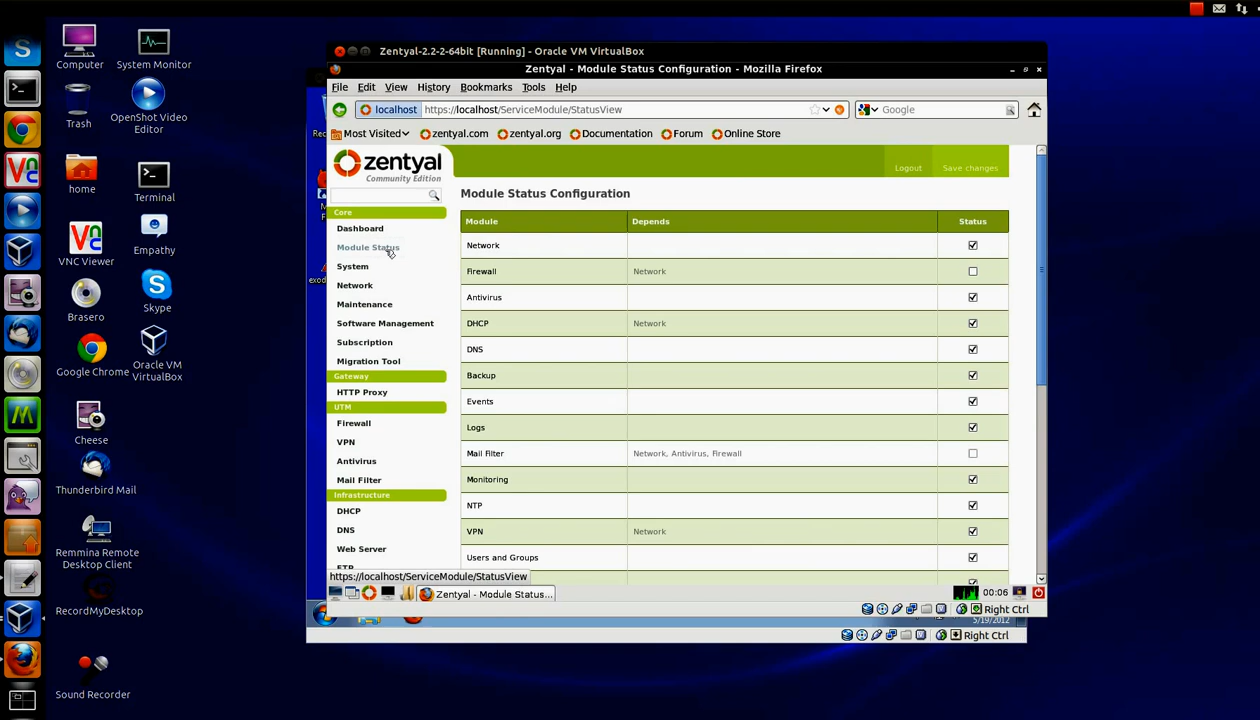 Computer
System Monitor
Trash
OpenShot Video
Editor
home
Terminal
VNC Viewer
Empathy
Brasero
Skype
Google Chrome
Oracle VM
VirtualBox
Cheese
Thunderbird Mail
Remmina Remote
Desktop Client
RecordMyDesktop
Sound Recorder
Zentyal-2.2-2-64bit [Running] - Oracle VM VirtualBox
Zentyal - Module Status Configuration - Mozilla Firefox
File Edit View History Bookmarks Tools Help
localhost https://localhost/ServiceModule/StatusView Google
Most Visited zentyal.com zentyal.org Documentation Forum Online Store
zentyal
Community Edition
Logout Save changes
Core
Dashboard
Module Status
System
Network
Maintenance
Software Management
Subscription
Migration Tool
Gateway
HTTP Proxy
UTM
Firewall
VPN
Antivirus
Mail Filter
Infrastructure
DHCP
DNS
Web Server
FTP
Module Status Configuration
Module Depends Status
Network
Firewall Network
Antivirus
DHCP Network
DNS
Backup
Events
Logs
Mail Filter Network, Antivirus, Firewall
Monitoring
NTP
VPN Network
Users and Groups
https://localhost/ServiceModule/StatusView
Zentyal - Module Status... 00:06
Right Ctrl
5/19/2012
Right Ctrl